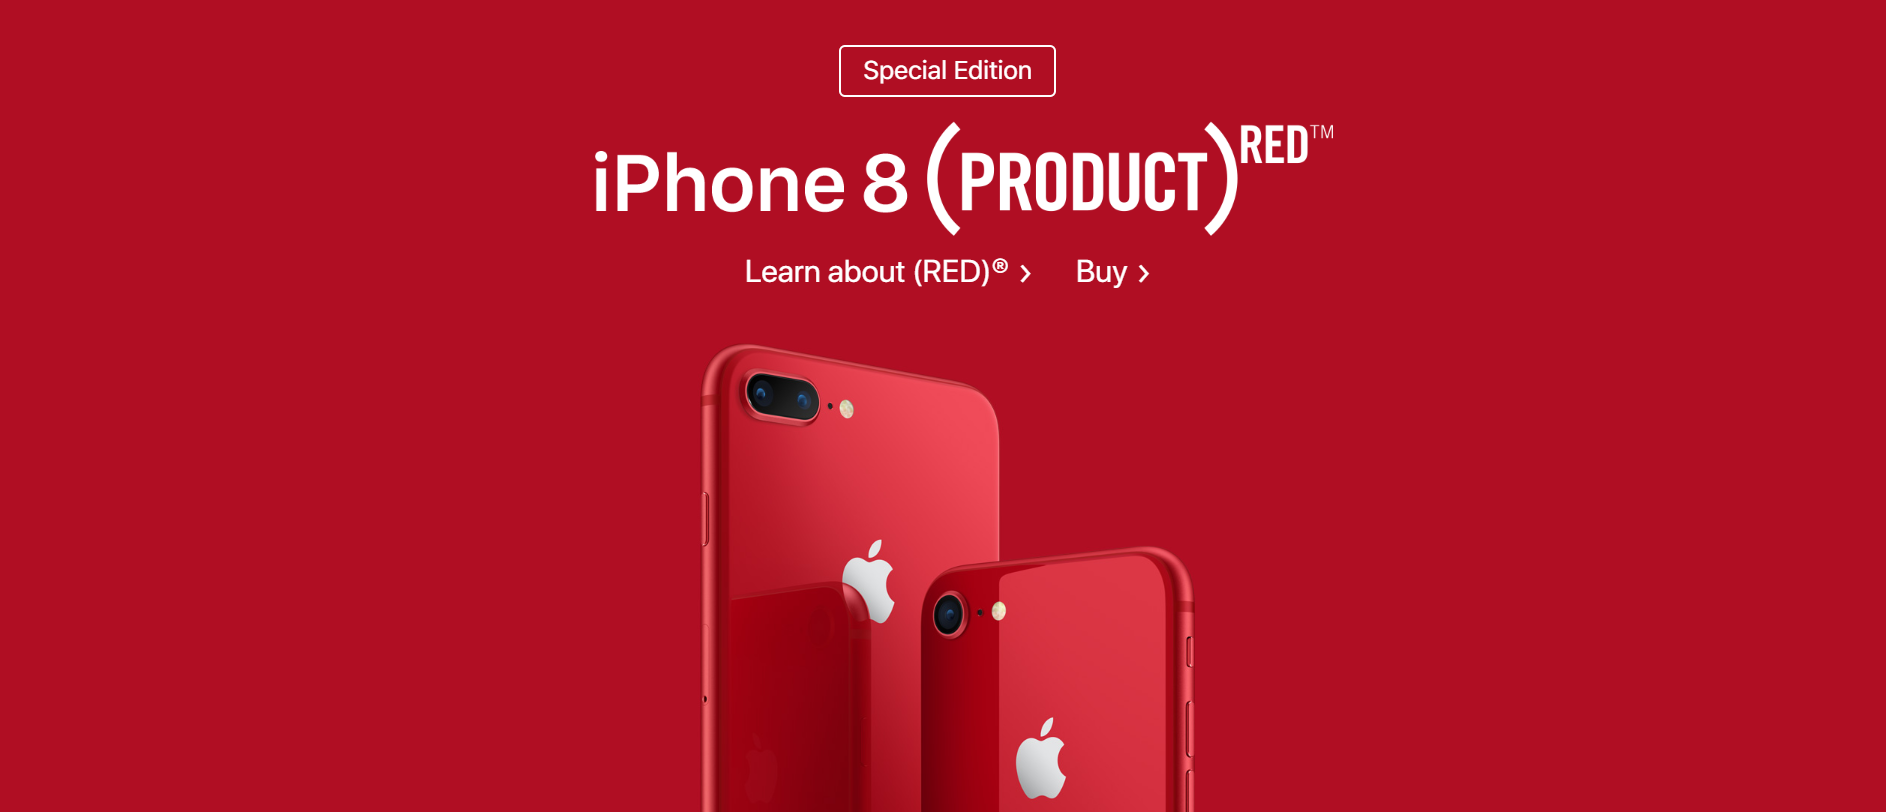 Special Edition
iPhone 8 (PRODUCT)RED™
Learn about (RED)® > Buy >